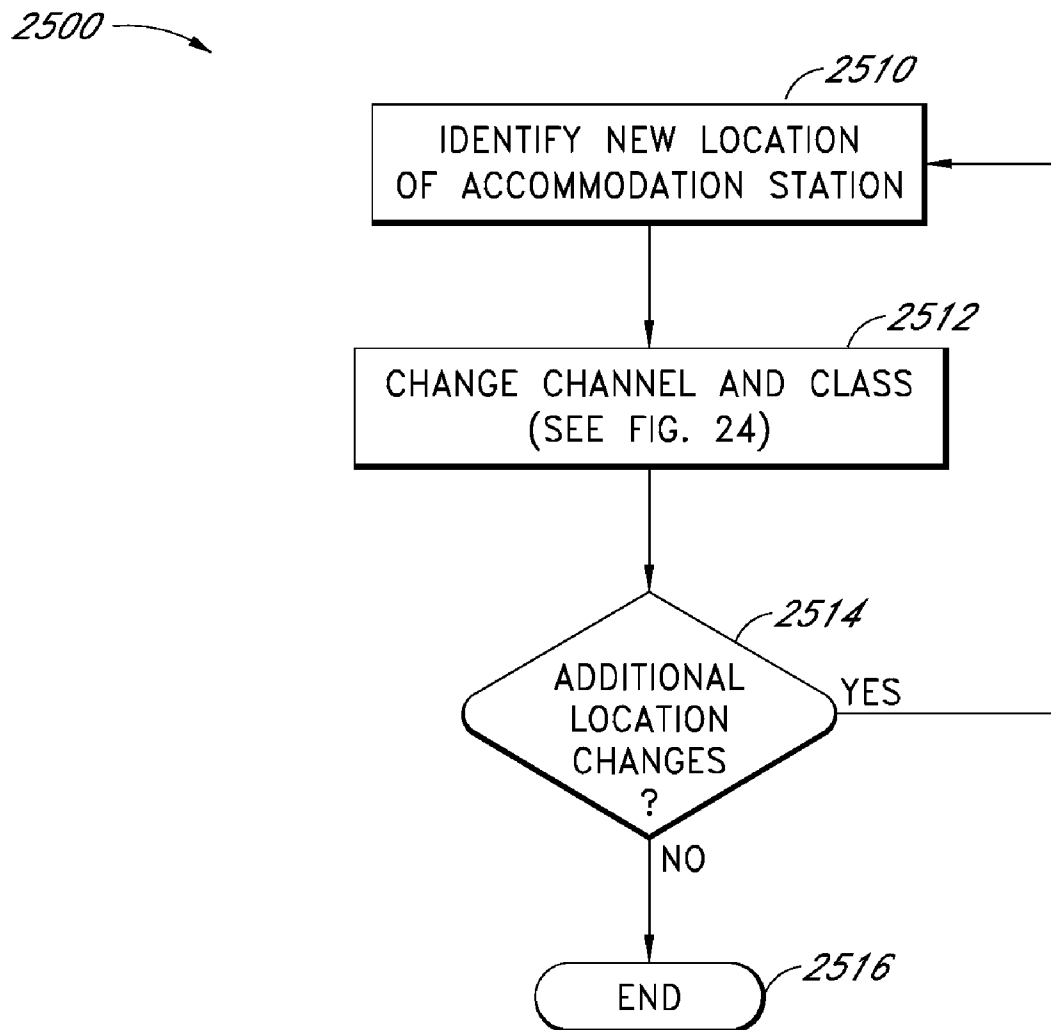 2500
2510
IDENTIFY NEW LOCATION
OF ACCOMMODATION STATION
2512
CHANGE CHANNEL AND CLASS
(SEE FIG. 24)
2514
ADDITIONAL
LOCATION
CHANGES
?
YES
NO
END
2516